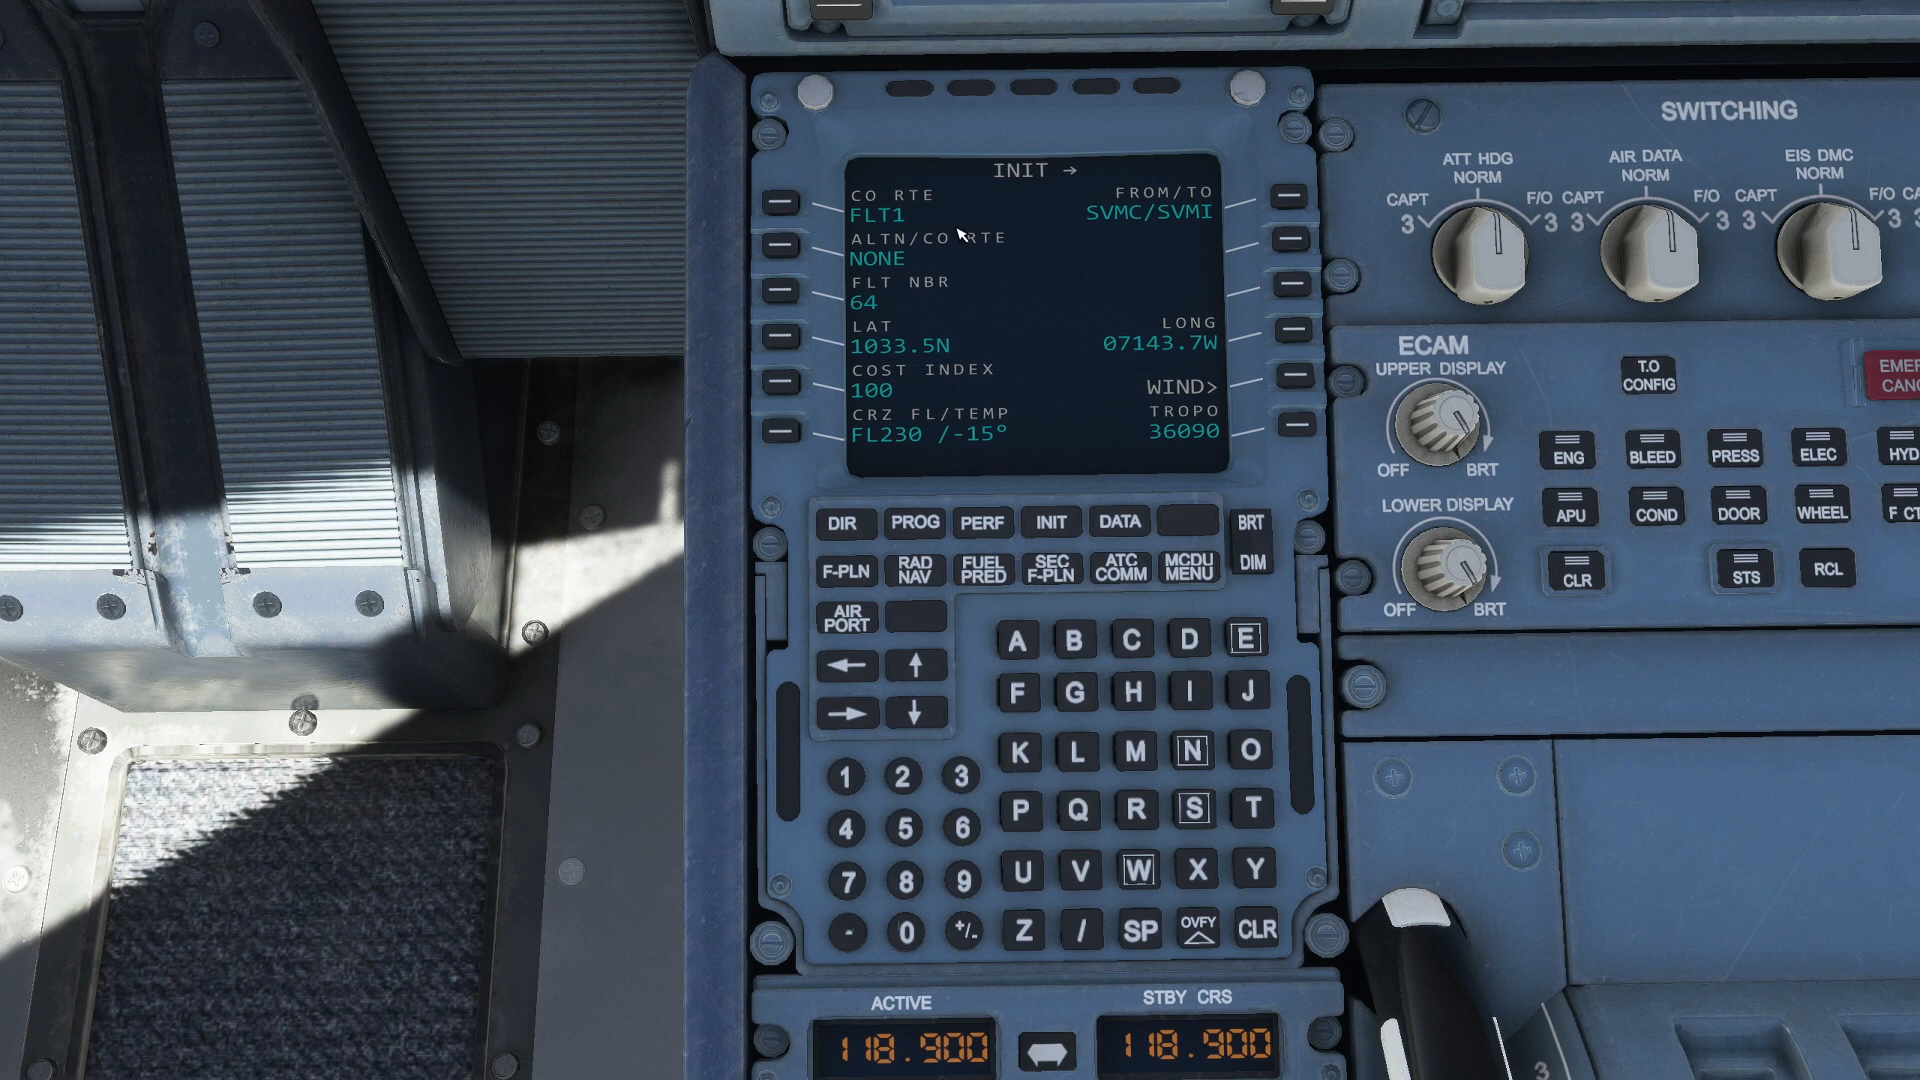 INIT →
CO RTE FROM/TO
FLT1 SVMC/SVMI
ALTN/CO RTE
NONE
FLT NBR
64
LAT LONG
1033.5N 07143.7W
COST INDEX
100 WIND>
CRZ FL/TEMP TROPO
FL230 /-15° 36090
DIR PROG PERF INIT DATA BRT
DIM
F-PLN RAD NAV FUEL PRED SEC F-PLN ATC COMM MCDU MENU
AIR PORT
← ↑
→ ↓
A B C D E
F G H I J
K L M N O
P Q R S T
U V W X Y
Z / SP OVFY CLR
1 2 3
4 5 6
7 8 9
- 0 +/-
ACTIVE STBY CRS
118.900 118.900
SWITCHING
ATT HDG AIR DATA EIS DMC
NORM NORM NORM
CAPT F/O CAPT F/O CAPT F/O
3 3 3 3 3 3
ECAM
UPPER DISPLAY
OFF BRT
LOWER DISPLAY
OFF BRT
T.O CONFIG
ENG BLEED PRESS ELEC HYD
APU COND DOOR WHEEL
CLR STS RCL
3